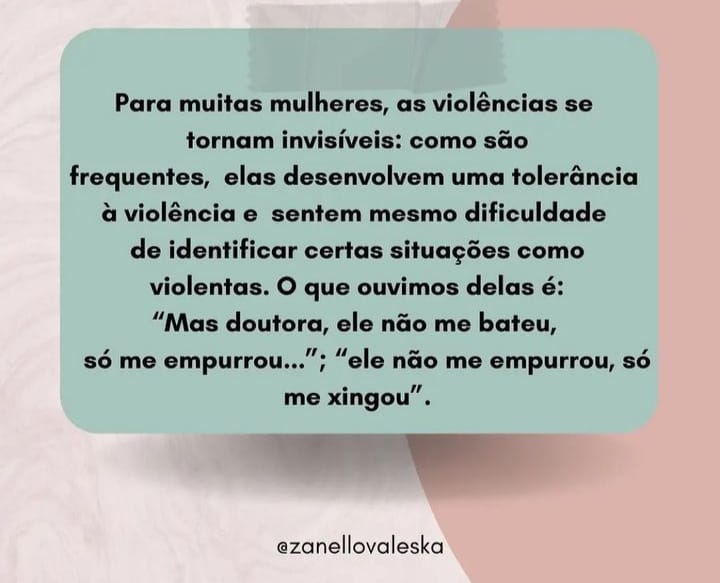 Para muitas mulheres, as violências se
tornam invisíveis: como são
frequentes, elas desenvolvem uma tolerância
à violência e sentem mesmo dificuldade
de identificar certas situações como
violentas. O que ouvimos delas é:
“Mas doutora, ele não me bateu,
só me empurrou...”; “ele não me empurrou, só
me xingou”.
@zanellovaleska